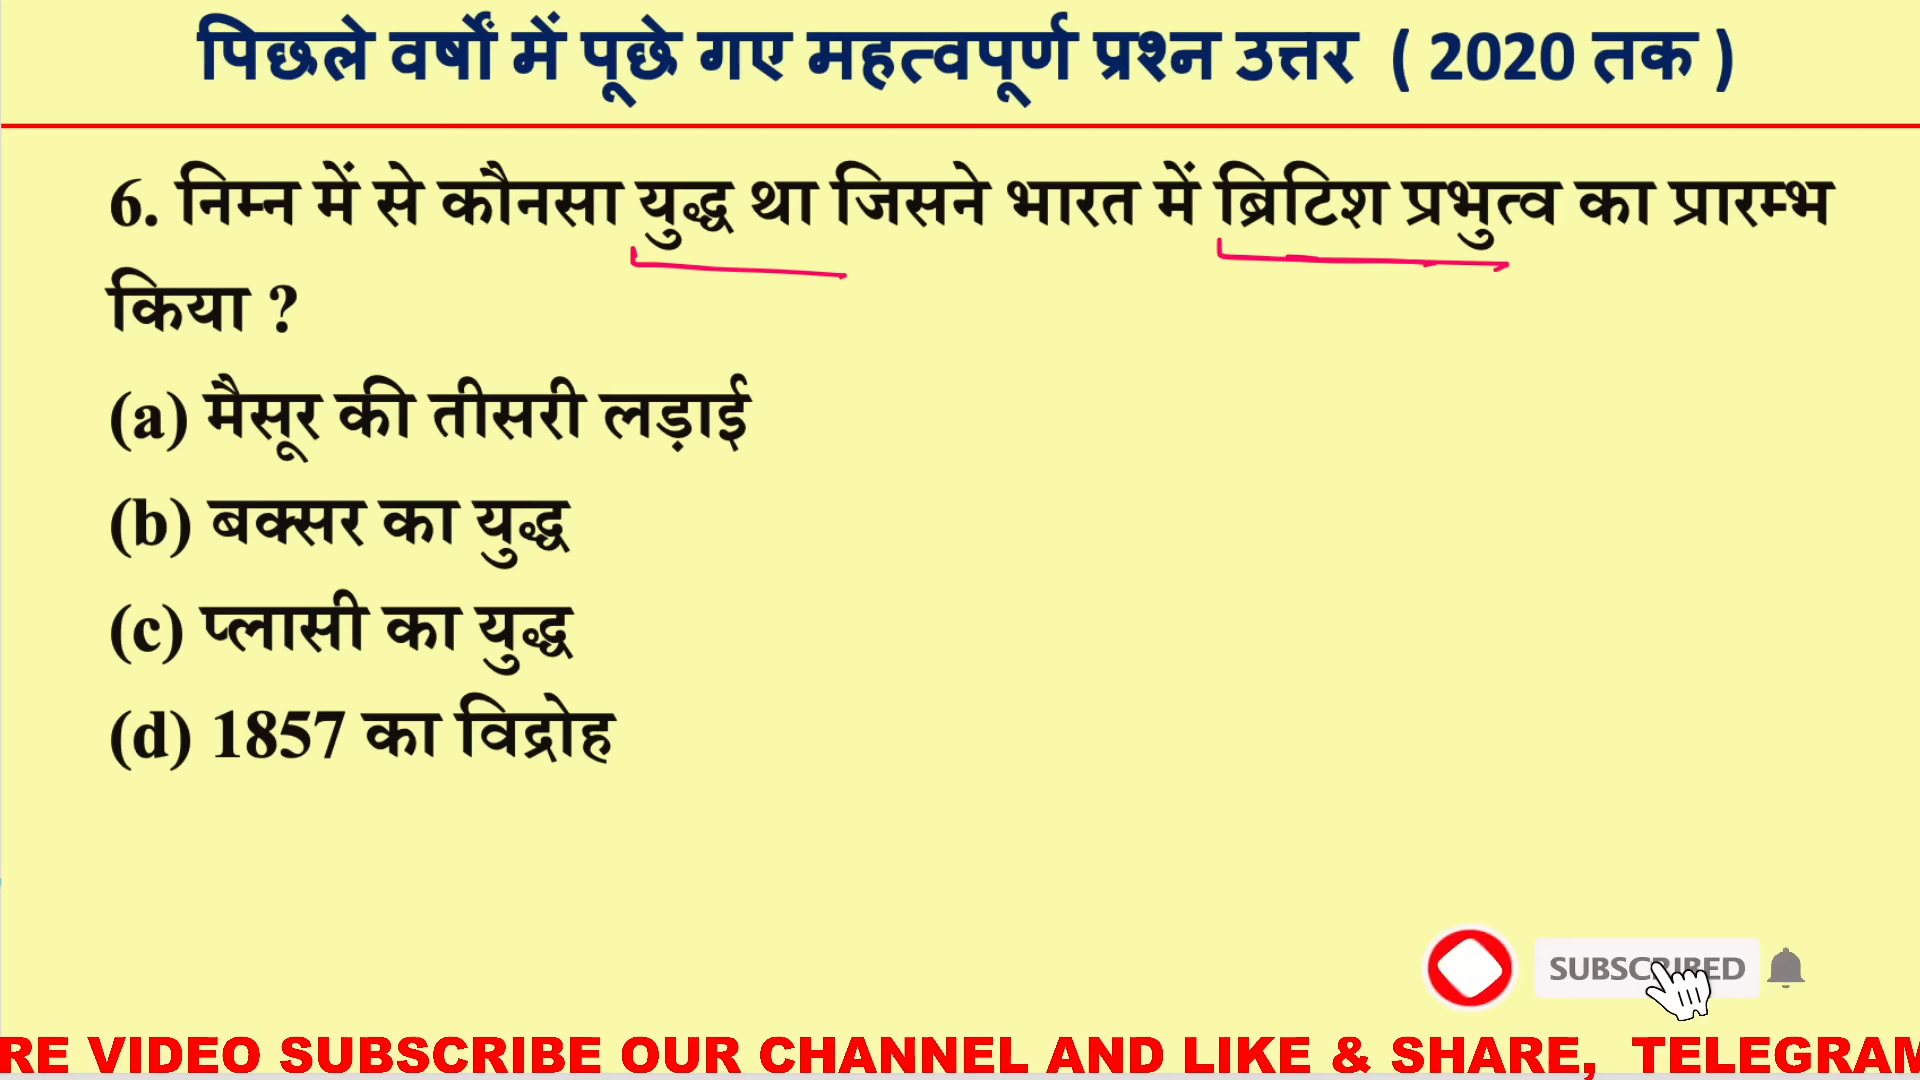 पिछले वर्षों में पूछे गए महत्वपूर्ण प्रश्न उत्तर ( 2020 तक )
6. निम्न में से कौनसा युद्ध था जिसने भारत में ब्रिटिश प्रभुत्व का प्रारम्भ
किया ?
(a) मैसूर की तीसरी लड़ाई
(b) बक्सर का युद्ध
(c) प्लासी का युद्ध
(d) 1857 का विद्रोह
SUBSCRIBED
RE VIDEO SUBSCRIBE OUR CHANNEL AND LIKE & SHARE, TELEGRAM